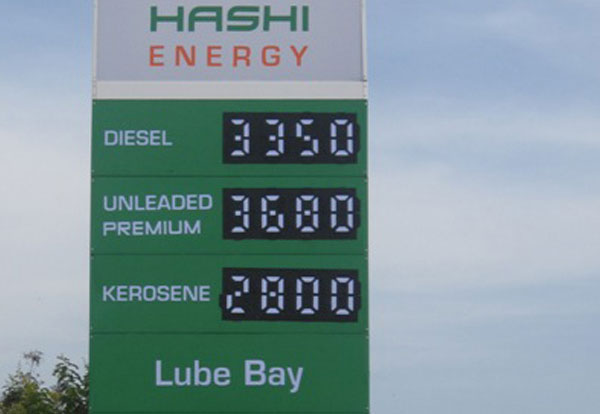 HASHI
ENERGY
DIESEL 3350
UNLEADED
PREMIUM 3680
KEROSENE 2800
Lube Bay